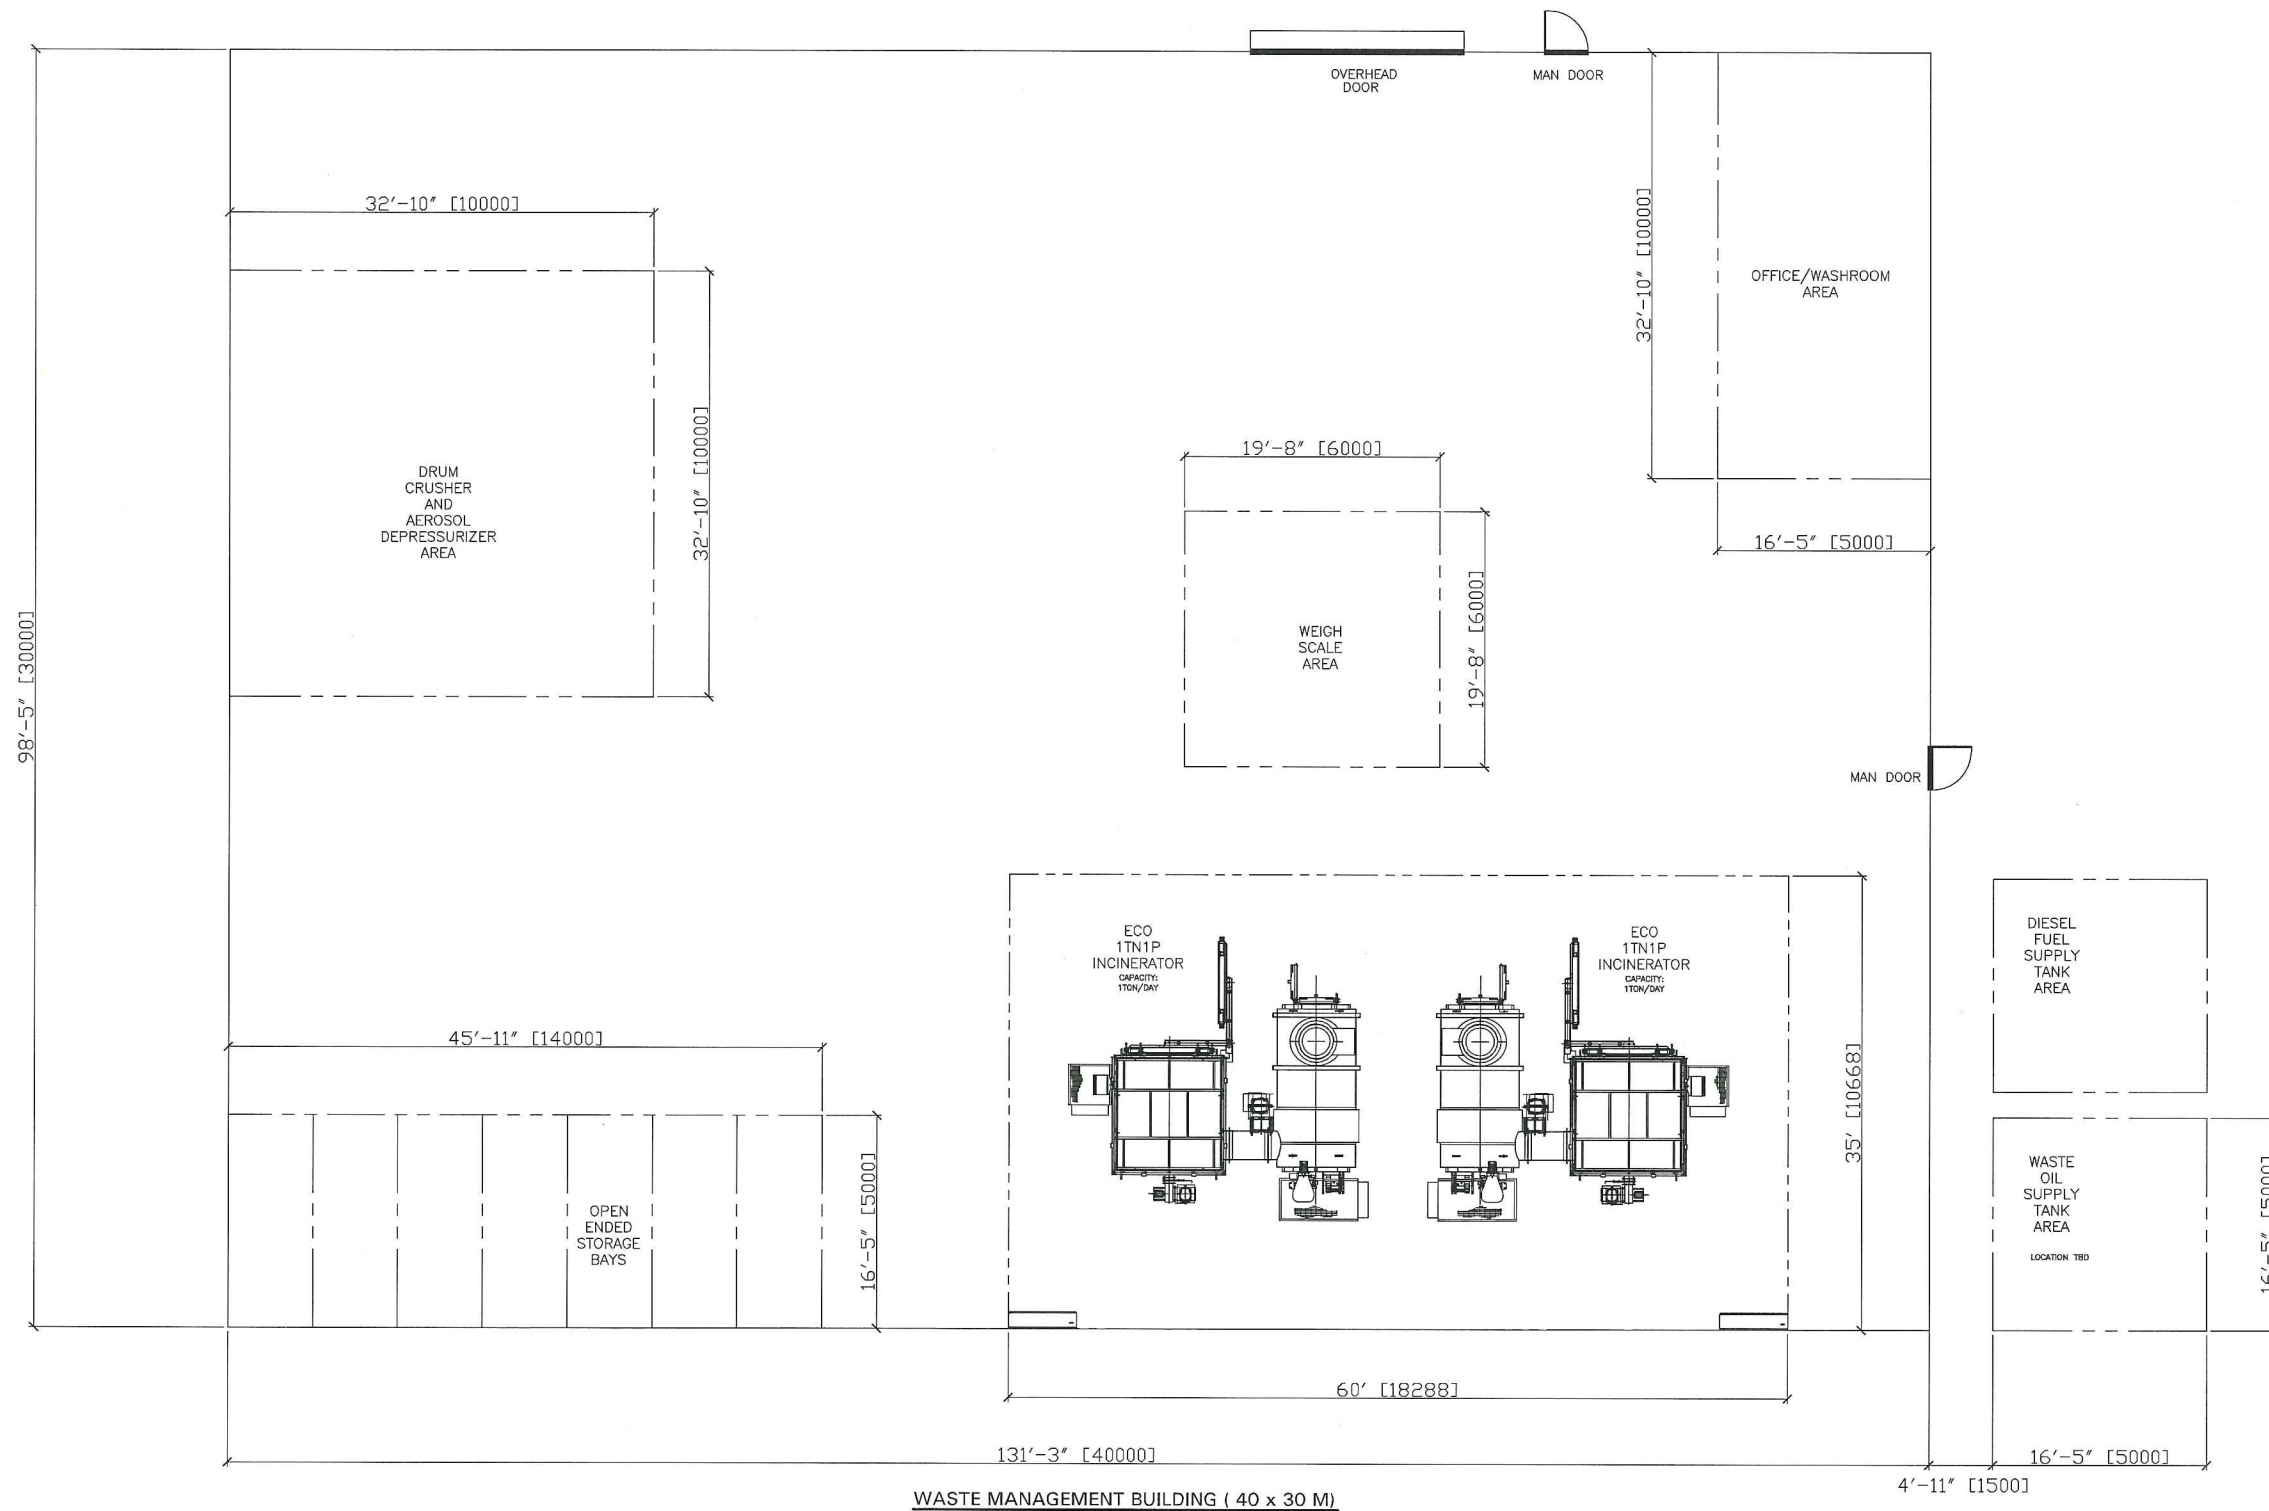 OVERHEAD
DOOR
MAN DOOR
32'-10" [10000]
32'-10" [10000]
OFFICE/WASHROOM
AREA
32'-10" [10000]
DRUM
CRUSHER
AND
AEROSOL
DEPRESSURIZER
AREA
19'-8" [6000]
16'-5" [5000]
19'-8" [6000]
WEIGH
SCALE
AREA
98'-5" [30000]
MAN DOOR
ECO
1TN1P
INCINERATOR
CAPACITY:
1TON/DAY
ECO
1TN1P
INCINERATOR
CAPACITY:
1TON/DAY
DIESEL
FUEL
SUPPLY
TANK
AREA
45'-11" [14000]
35' [10668]
16'-5" [5000]
OPEN
ENDED
STORAGE
BAYS
WASTE
OIL
SUPPLY
TANK
AREA
LOCATION TBD
16'-5" [5000]
60' [18288]
131'-3" [40000]
16'-5" [5000]
4'-11" [1500]
WASTE MANAGEMENT BUILDING ( 40 x 30 M)